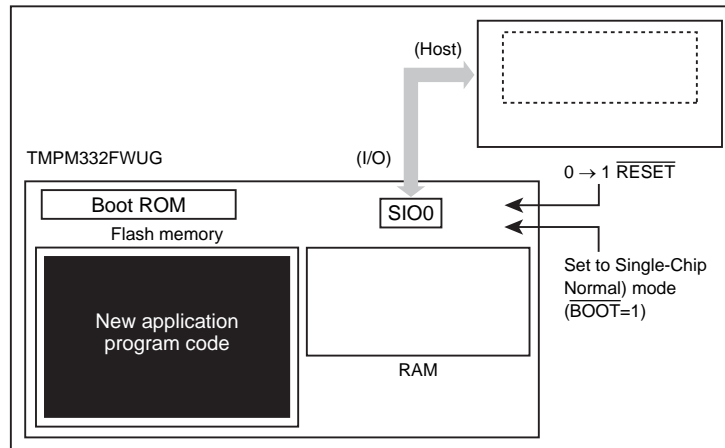 (Host)
TMPM332FWUG
(I/O)
0 → 1 RESET
Boot ROM
SIO0
Flash memory
Set to Single-Chip
Normal) mode
(BOOT=1)
New application
program code
RAM